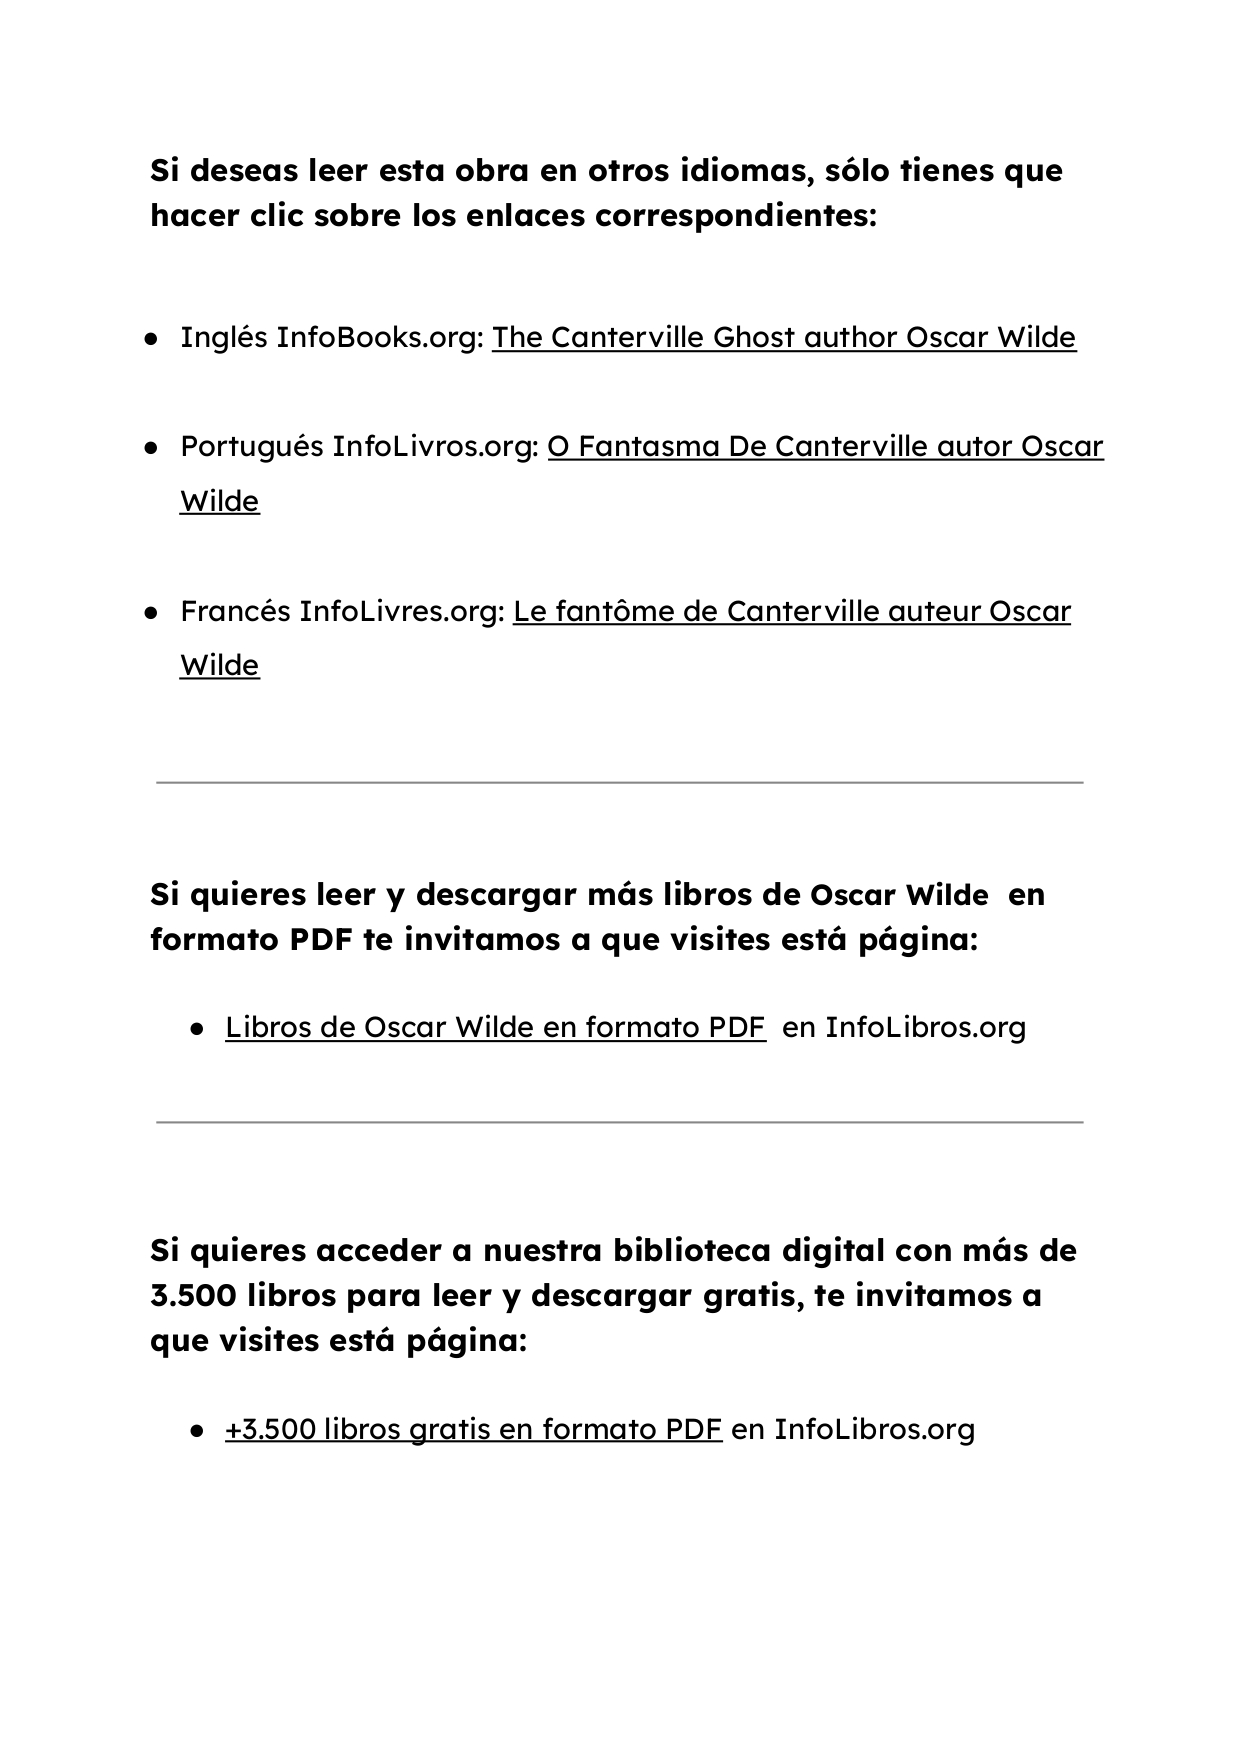 Si deseas leer esta obra en otros idiomas, sólo tienes que
hacer clic sobre los enlaces correspondientes:
● Inglés InfoBooks.org: The Canterville Ghost author Oscar Wilde
● Portugués InfoLivros.org: O Fantasma De Canterville autor Oscar
Wilde
● Francés InfoLivres.org: Le fantôme de Canterville auteur Oscar
Wilde
Si quieres leer y descargar más libros de Oscar Wilde  en
formato PDF te invitamos a que visites está página:
● Libros de Oscar Wilde en formato PDF  en InfoLibros.org
Si quieres acceder a nuestra biblioteca digital con más de
3.500 libros para leer y descargar gratis, te invitamos a
que visites está página:
● +3.500 libros gratis en formato PDF en InfoLibros.org